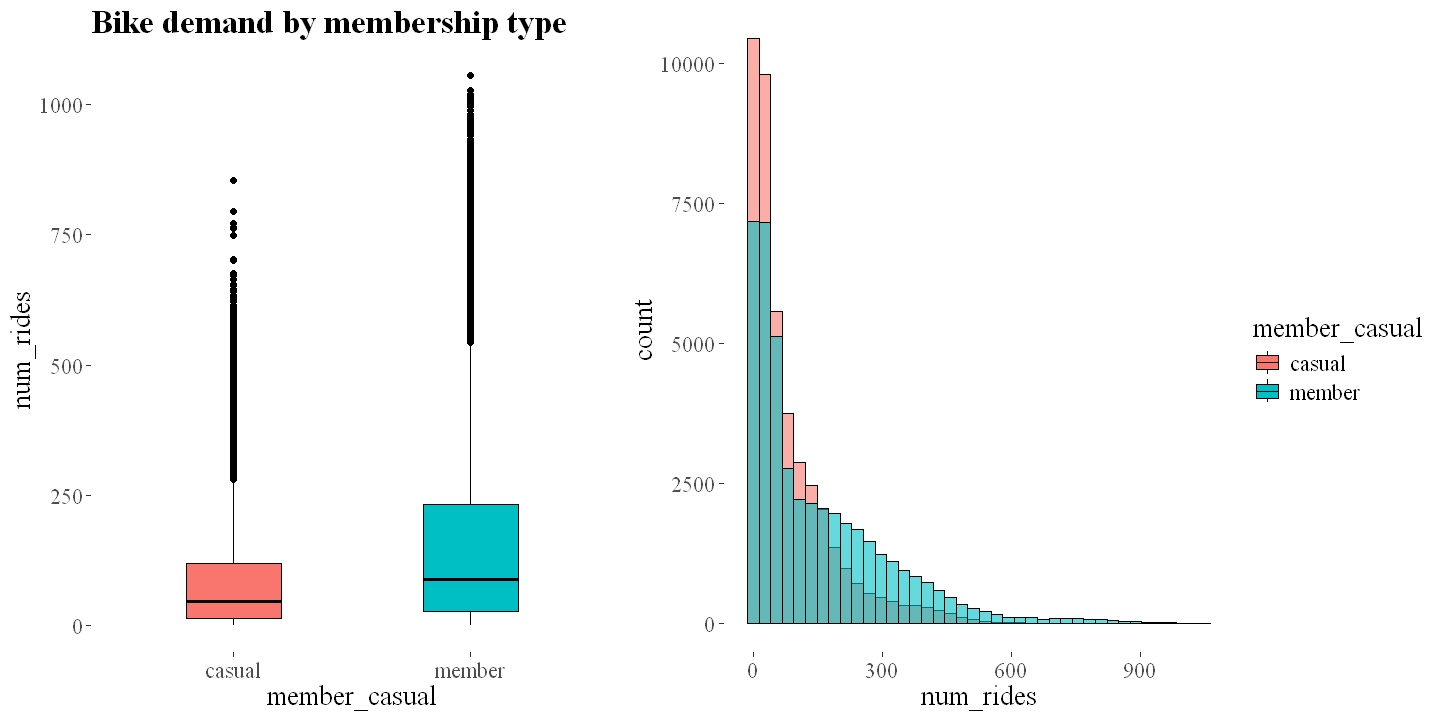 Bike demand by membership type
num_rides
1000
750
500
250
0
casual
member
member_casual
count
10000
7500
5000
2500
0
0
300
600
900
num_rides
member_casual
casual
member